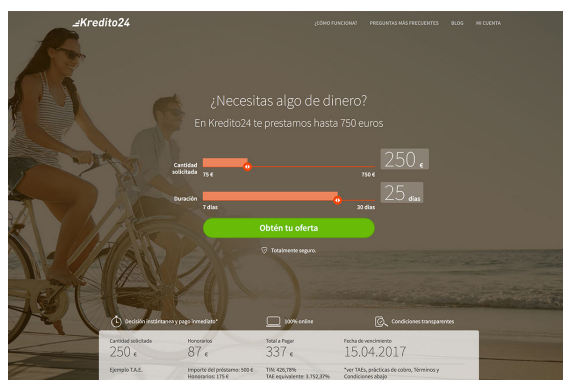 Kredito24
¿CÓMO FUNCIONA? PREGUNTAS MÁS FRECUENTES BLOG MI CUENTA
¿Necesitas algo de dinero?
En Kredito24 te prestamos hasta 750 euros
Cantidad solicitada
75 € 750 €
250 €
Duración
7 días 30 días
25 días
Obtén tu oferta
Totalmente seguro.
Decisión instántanea y pago inmediato*
100% online
Condiciones transparentes
Cantidad solicitada Honorarios Total a Pagar Fecha de vencimiento
250 € 87 € 337 € 15.04.2017
Ejemplo T.A.E. Importe del préstamo: 500 € TIN: 426,78% *ver TAEs, prácticas de cobro, Términos y
Honorarios: 175 € TAE equivalente: 3.752,37% Condiciones abajo